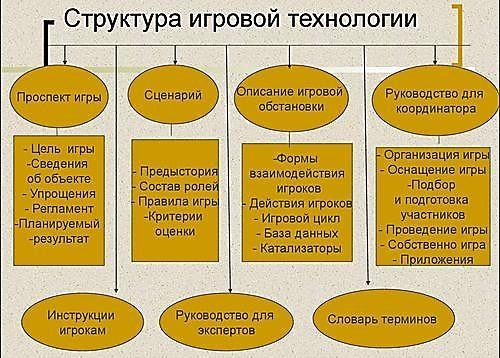 Структура игровой технологии
Проспект игры
Сценарий
Описание игровой
обстановки
Руководство для
координатора
- Цель игры
-Сведения
об объекте
- Упрощения
- Регламент
-Планируемый
-результат
- Предыстория
- Состав ролей
- Правила игры
-Критерии
оценки
-Формы
взаимодействия
игроков
- Действия игроков
- Игровой цикл
- База данных
- Катализаторы
- Организация игры
- Оснащение игры
-Подбор
и подготовка
участников
- Проведение игры
- Собственно игра
- Приложения
Инструкции
игрокам
Руководство для
экспертов
Словарь терминов